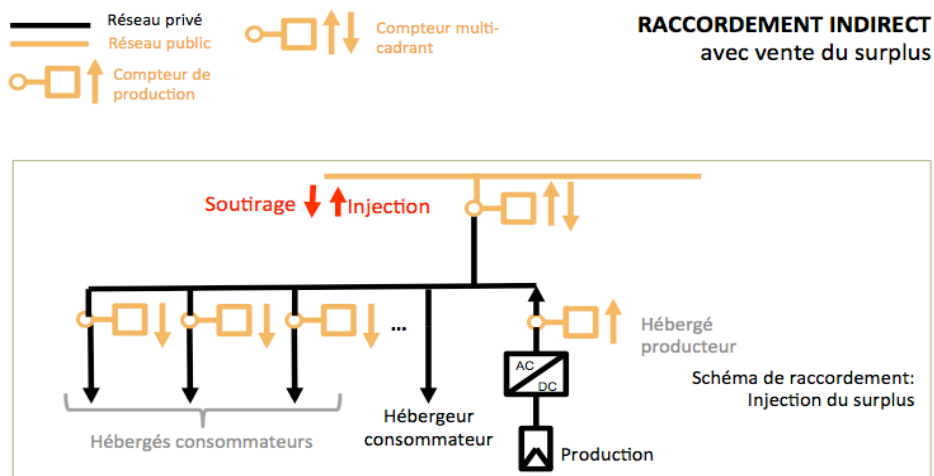 Réseau privé
Réseau public
Compteur de
production
Compteur multi-
cadrant
RACCORDEMENT INDIRECT
avec vente du surplus
Soutirage
Injection
...
Hébergé
producteur
AC
DC
Schéma de raccordement:
Injection du surplus
Hébergés consommateurs
Hébergeur
consommateur
Production